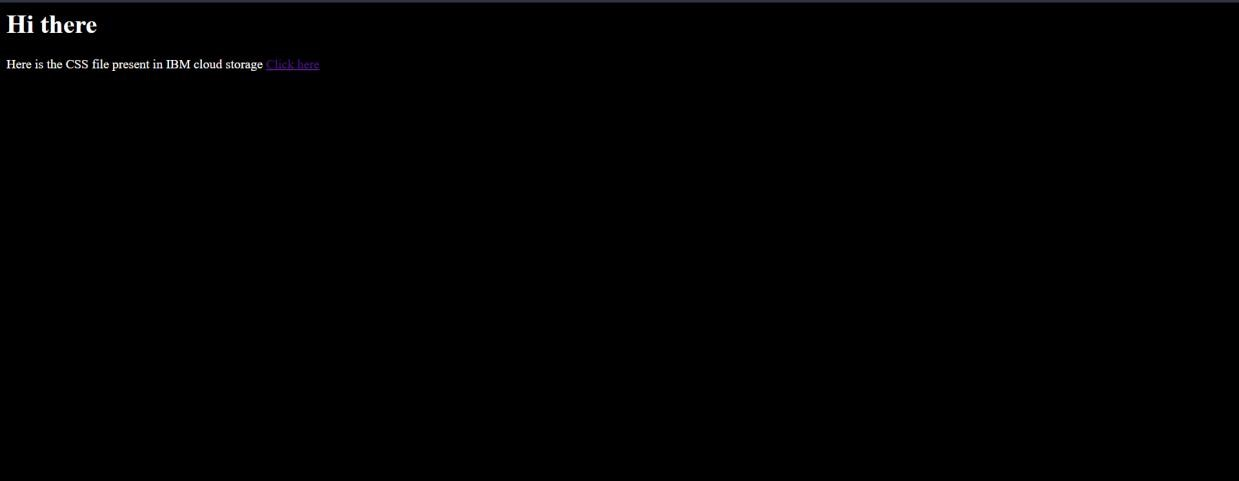 Hi there
Here is the CSS file present in IBM cloud storage Click here